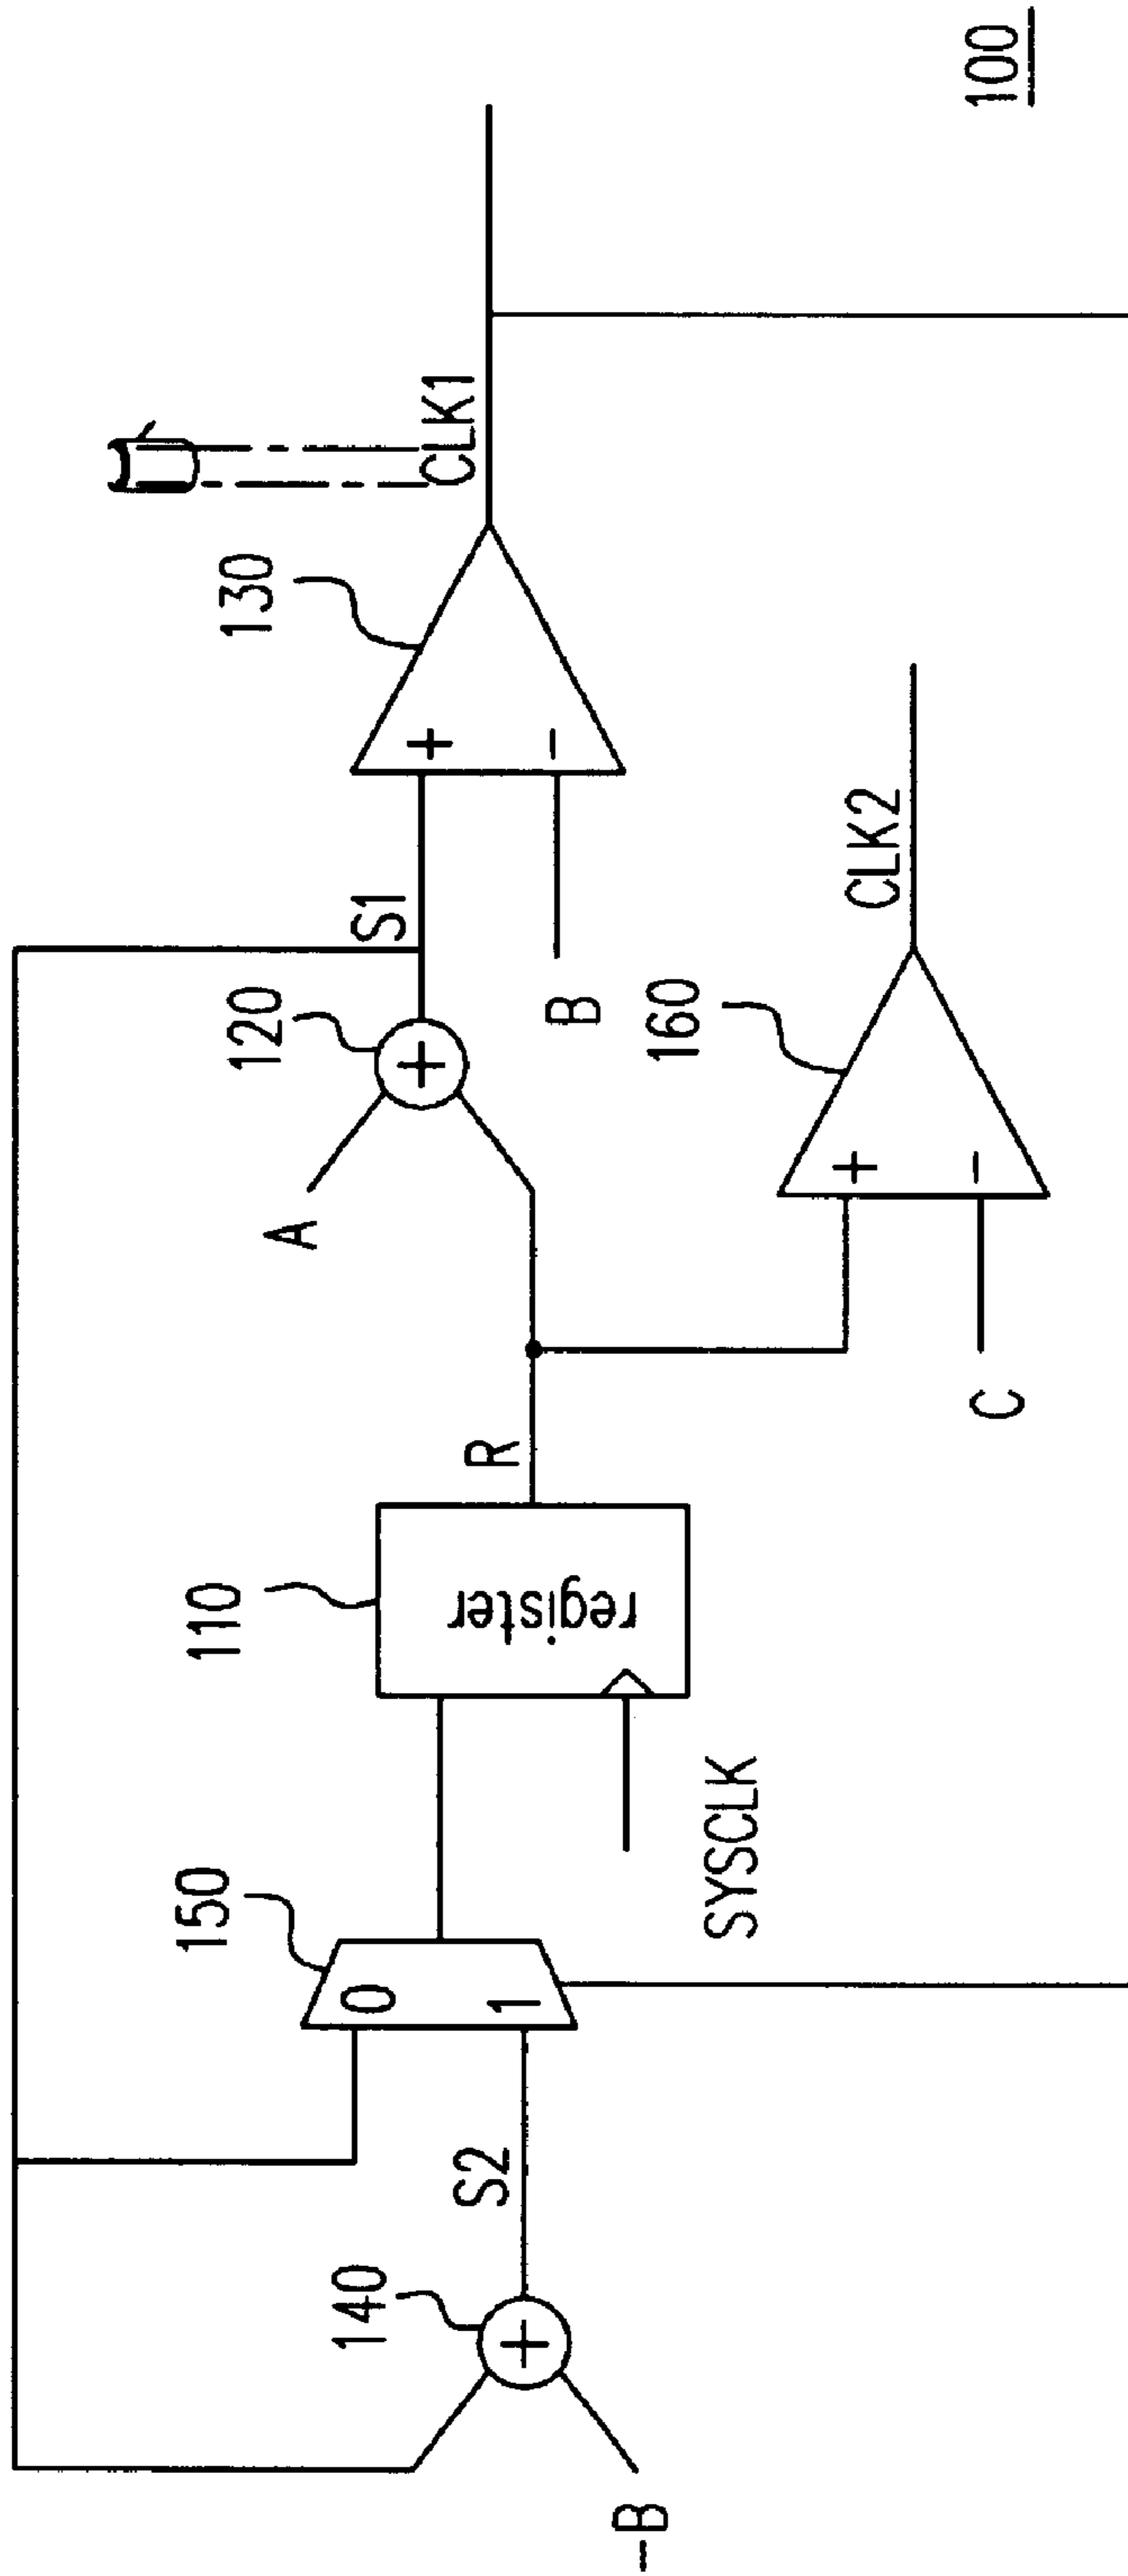 100
CLK1
130
S1
120
A
B
CLK2
160
+
-
+
+
-
C
R
110
register
SYSCLK
150
0
1
S2
140
+
-B